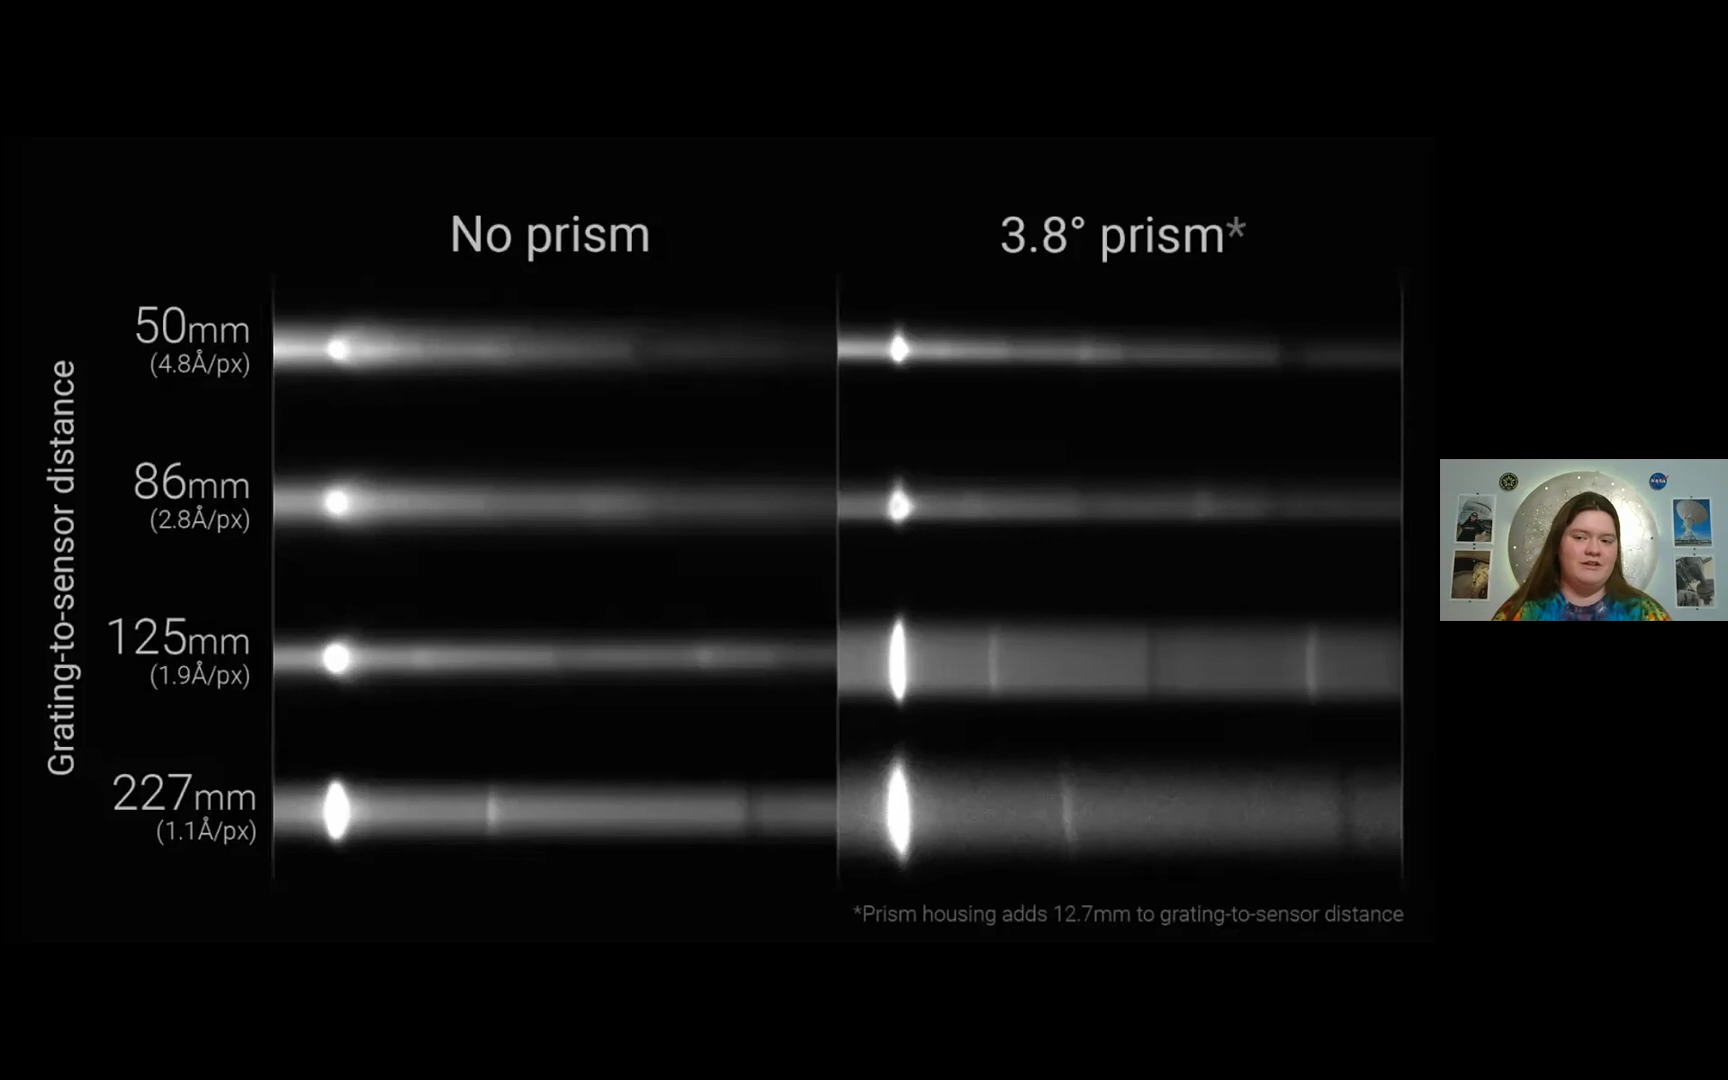 No prism
3.8° prism*
Grating-to-sensor distance
50mm
(4.8Å/px)
86mm
(2.8Å/px)
125mm
(1.9Å/px)
227mm
(1.1Å/px)
*Prism housing adds 12.7mm to grating-to-sensor distance
NASA